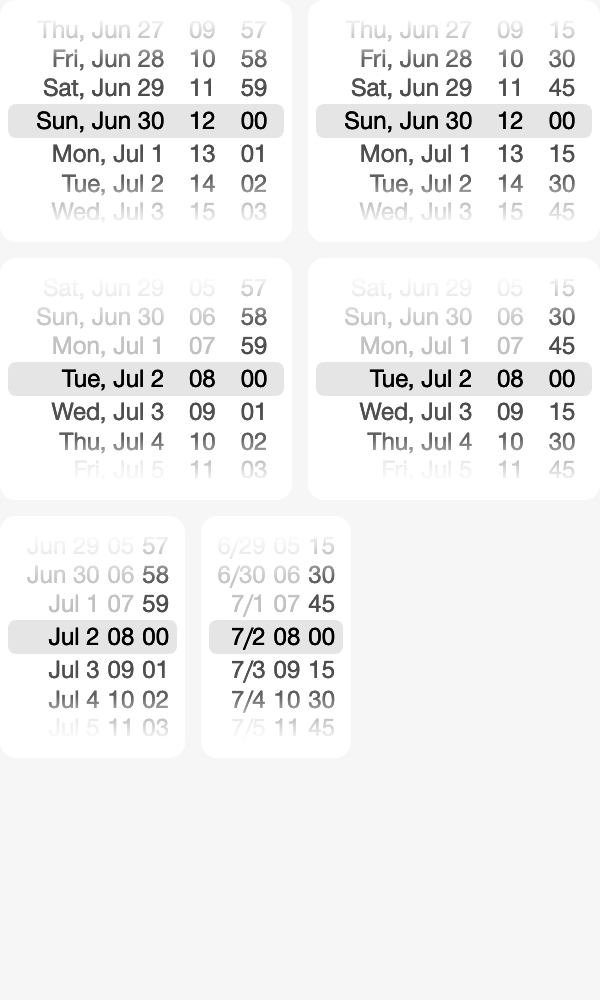 Thu, Jun 27 09 57
Fri, Jun 28 10 58
Sat, Jun 29 11 59
Sun, Jun 30 12 00
Mon, Jul 1 13 01
Tue, Jul 2 14 02
Wed, Jul 3 15 03
Thu, Jun 27 09 15
Fri, Jun 28 10 30
Sat, Jun 29 11 45
Sun, Jun 30 12 00
Mon, Jul 1 13 15
Tue, Jul 2 14 30
Wed, Jul 3 15 45
Sat, Jun 29 05 57
Sun, Jun 30 06 58
Mon, Jul 1 07 59
Tue, Jul 2 08 00
Wed, Jul 3 09 01
Thu, Jul 4 10 02
Fri, Jul 5 11 03
Sat, Jun 29 05 15
Sun, Jun 30 06 30
Mon, Jul 1 07 45
Tue, Jul 2 08 00
Wed, Jul 3 09 15
Thu, Jul 4 10 30
Fri, Jul 5 11 45
Jun 29 05 57
Jun 30 06 58
Jul 1 07 59
Jul 2 08 00
Jul 3 09 01
Jul 4 10 02
Jul 5 11 03
6/29 05 15
6/30 06 30
7/1 07 45
7/2 08 00
7/3 09 15
7/4 10 30
7/5 11 45